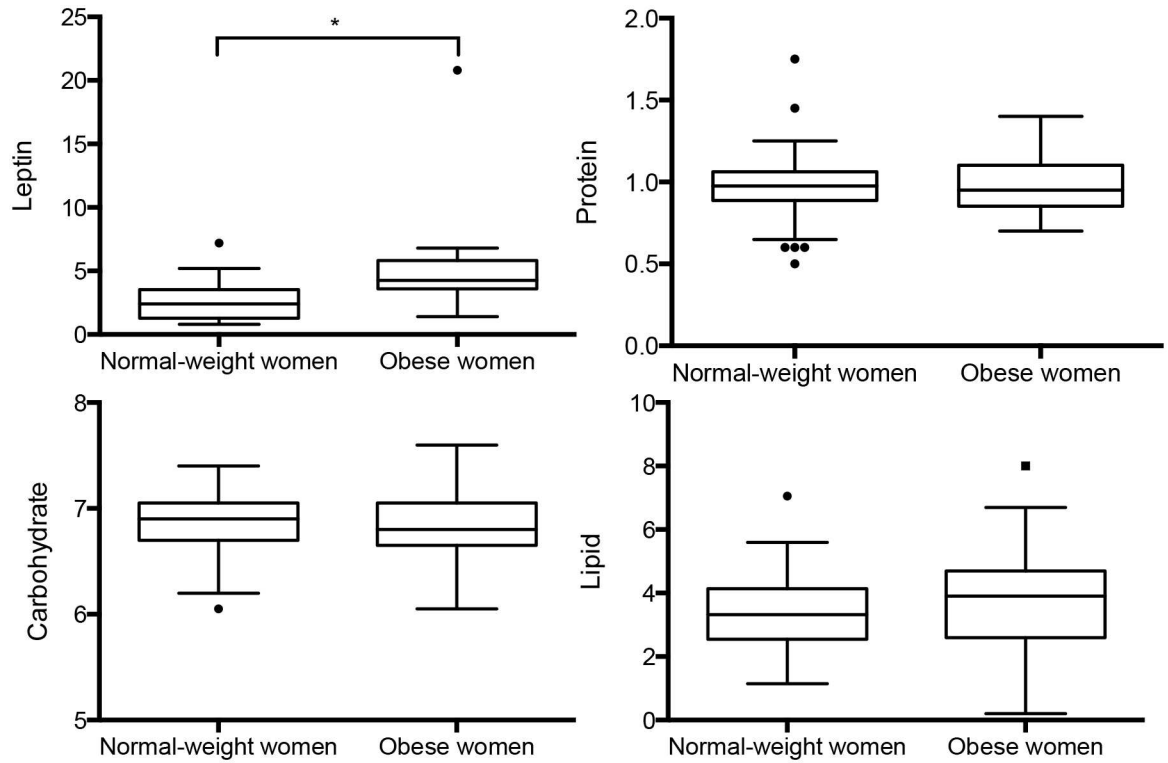 Leptin
25
20
15
10
5
0
*
Normal-weight women
Obese women
Protein
2.0
1.5
1.0
0.5
0.0
Normal-weight women
Obese women
Carbohydrate
8
7
6
5
Normal-weight women
Obese women
Lipid
10
8
6
4
2
0
Normal-weight women
Obese women